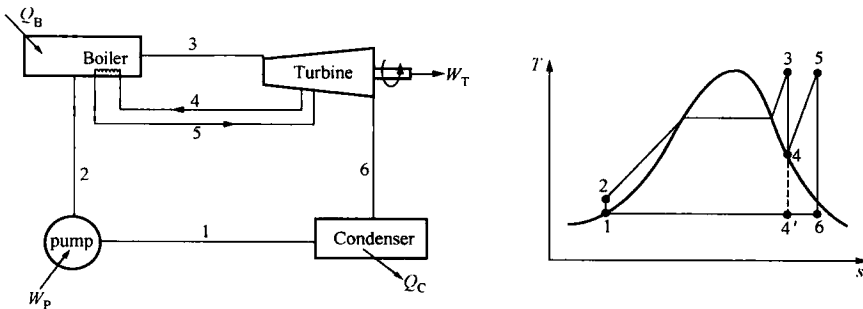 Q_B
Boiler
3
Turbine
W_T
4
5
2
6
pump
1
Condenser
W_P
Q_C
T
3
5
4
2
1
4'
6
s